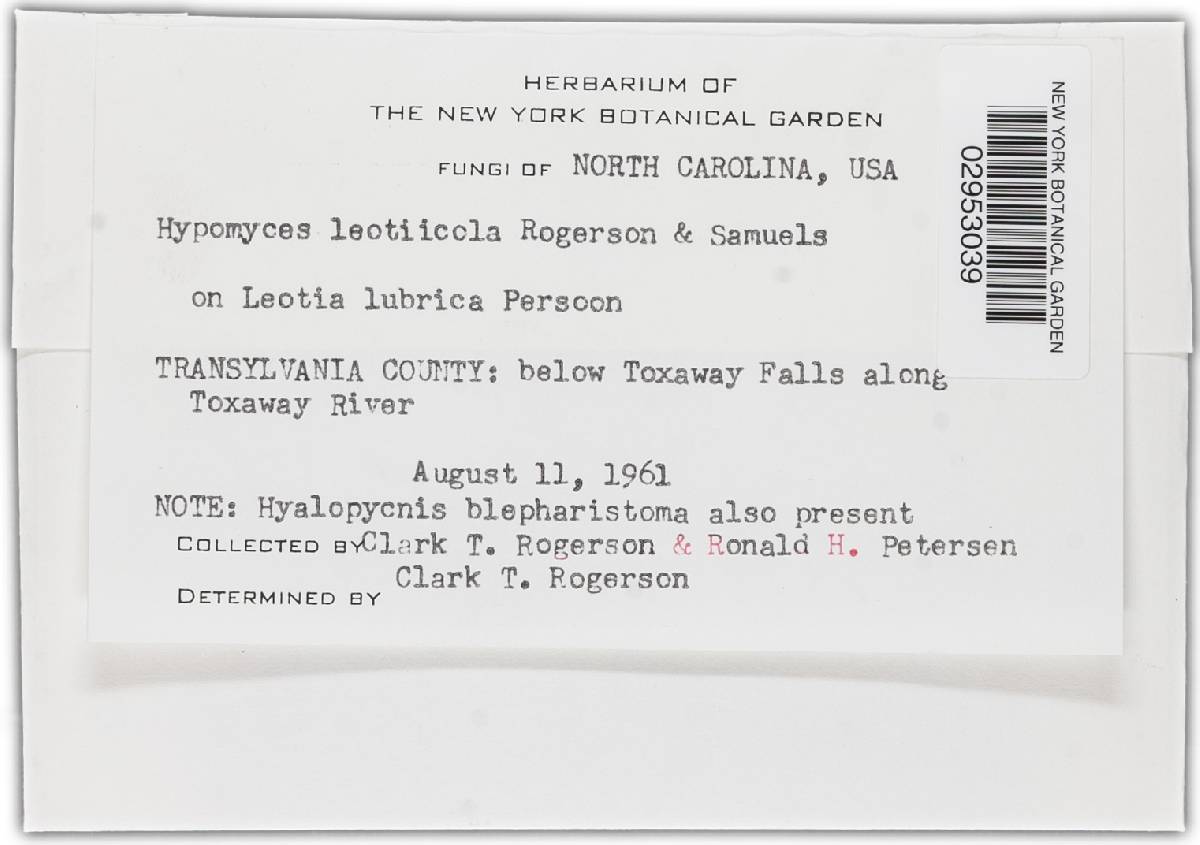 HERBARIUM OF
THE NEW YORK BOTANICAL GARDEN
FUNGI OF NORTH CAROLINA, USA
Hypomyces leotiicola Rogerson & Samuels
on Leotia lubrica Persoon
TRANSYLVANIA COUNTY: below Toxaway Falls along
Toxaway River
August 11, 1961
NOTE: Hyalopycnis blepharistoma also present
COLLECTED BY Clark T. Rogerson & Ronald H. Petersen
Clark T. Rogerson
DETERMINED BY
NEW YORK BOTANICAL GARDEN
02953039